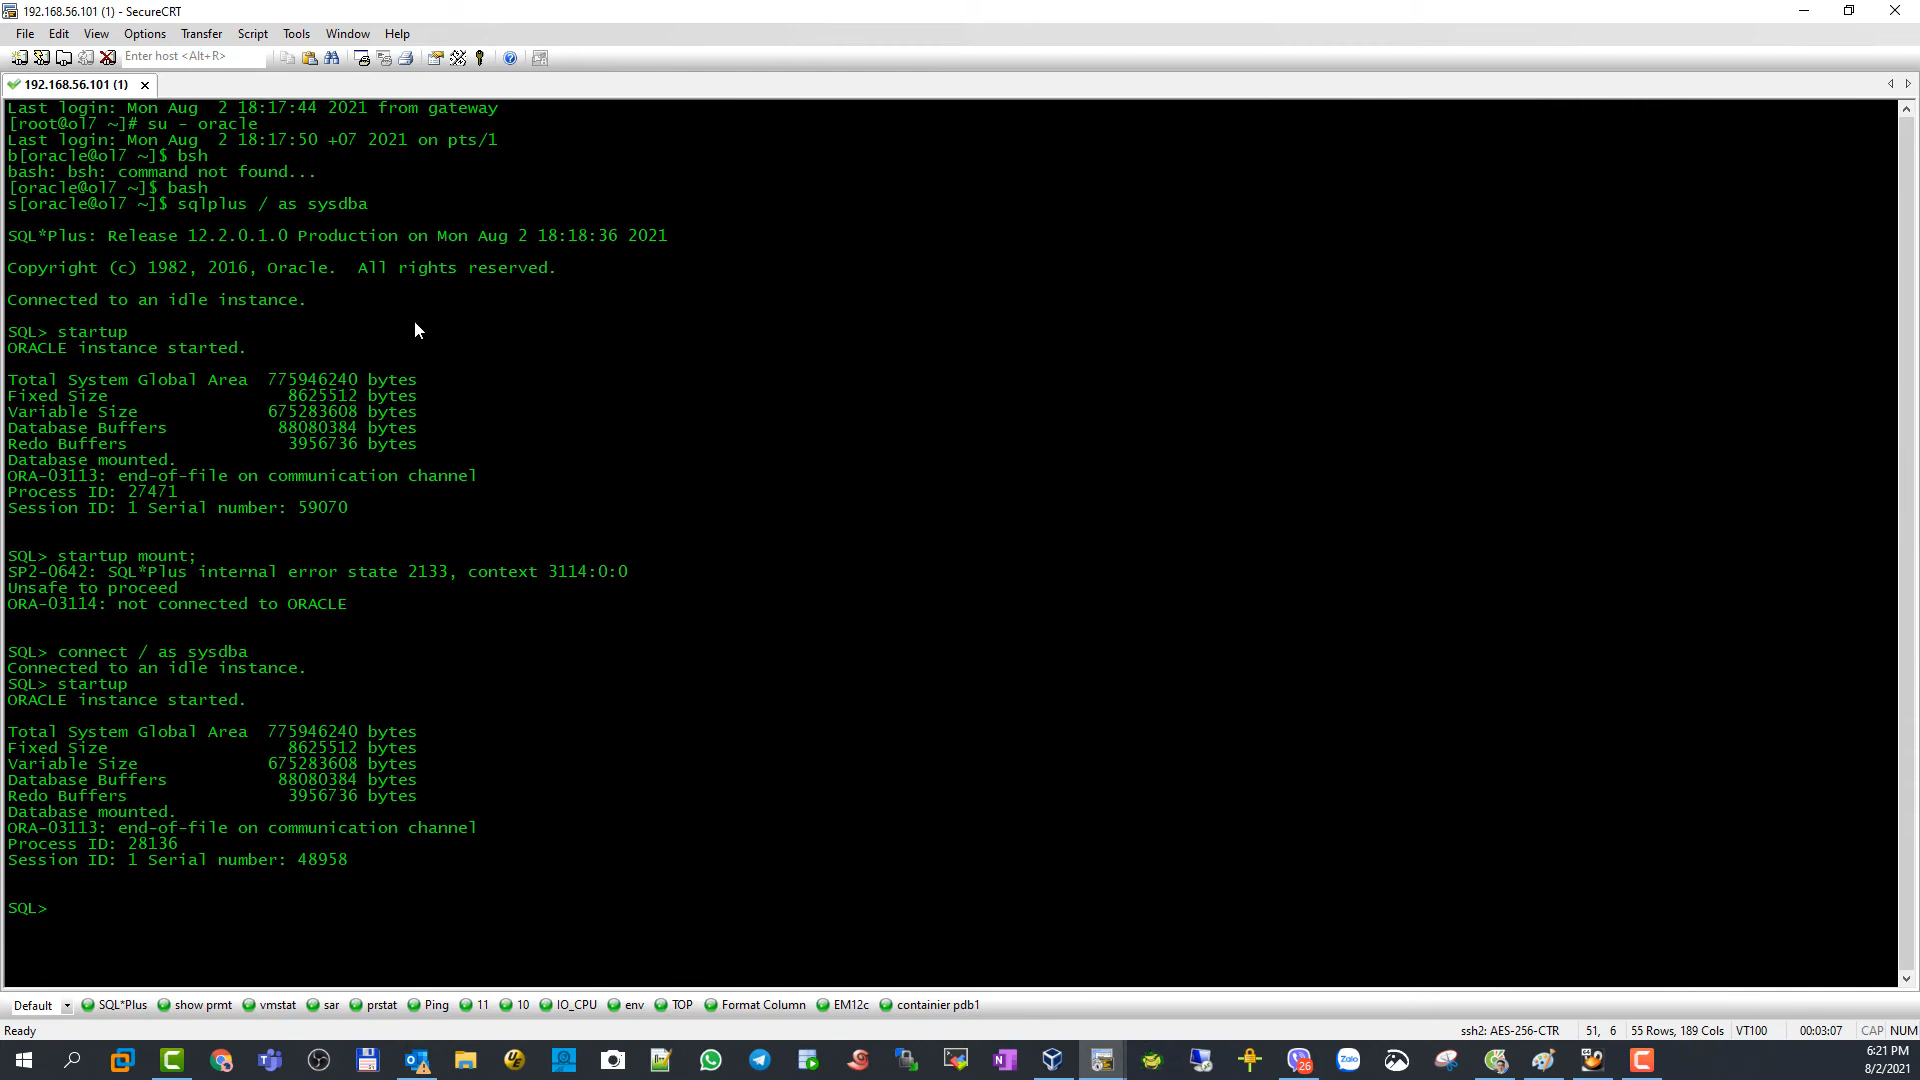 192.168.56.101 (1) - SecureCRT
File Edit View Options Transfer Script Tools Window Help
Enter host <Alt+R>
192.168.56.101 (1)
Last login: Mon Aug  2 18:17:44 2021 from gateway
[root@ol7 ~]# su - oracle
Last login: Mon Aug  2 18:17:50 +07 2021 on pts/1
b[oracle@ol7 ~]$ bsh
bash: bsh: command not found...
[oracle@ol7 ~]$ bash
s[oracle@ol7 ~]$ sqlplus / as sysdba
SQL*Plus: Release 12.2.0.1.0 Production on Mon Aug 2 18:18:36 2021
Copyright (c) 1982, 2016, Oracle.  All rights reserved.
Connected to an idle instance.
SQL> startup
ORACLE instance started.
Total System Global Area  775946240 bytes
Fixed Size                  8625512 bytes
Variable Size             675283608 bytes
Database Buffers           88080384 bytes
Redo Buffers                3956736 bytes
Database mounted.
ORA-03113: end-of-file on communication channel
Process ID: 27471
Session ID: 1 Serial number: 59070
SQL> startup mount;
SP2-0642: SQL*Plus internal error state 2133, context 3114:0:0
Unsafe to proceed
ORA-03114: not connected to ORACLE
SQL> connect / as sysdba
Connected to an idle instance.
SQL> startup
ORACLE instance started.
Total System Global Area  775946240 bytes
Fixed Size                  8625512 bytes
Variable Size             675283608 bytes
Database Buffers           88080384 bytes
Redo Buffers                3956736 bytes
Database mounted.
ORA-03113: end-of-file on communication channel
Process ID: 28136
Session ID: 1 Serial number: 48958
SQL>
Default SQL*Plus show prmt vmstat sar prstat Ping 11 10 IO_CPU env TOP Format Column EM12c containier pdb1
Ready ssh2: AES-256-CTR 51, 6 55 Rows, 189 Cols VT100 00:03:07 CAP NUM
26
6:21 PM
8/2/2021